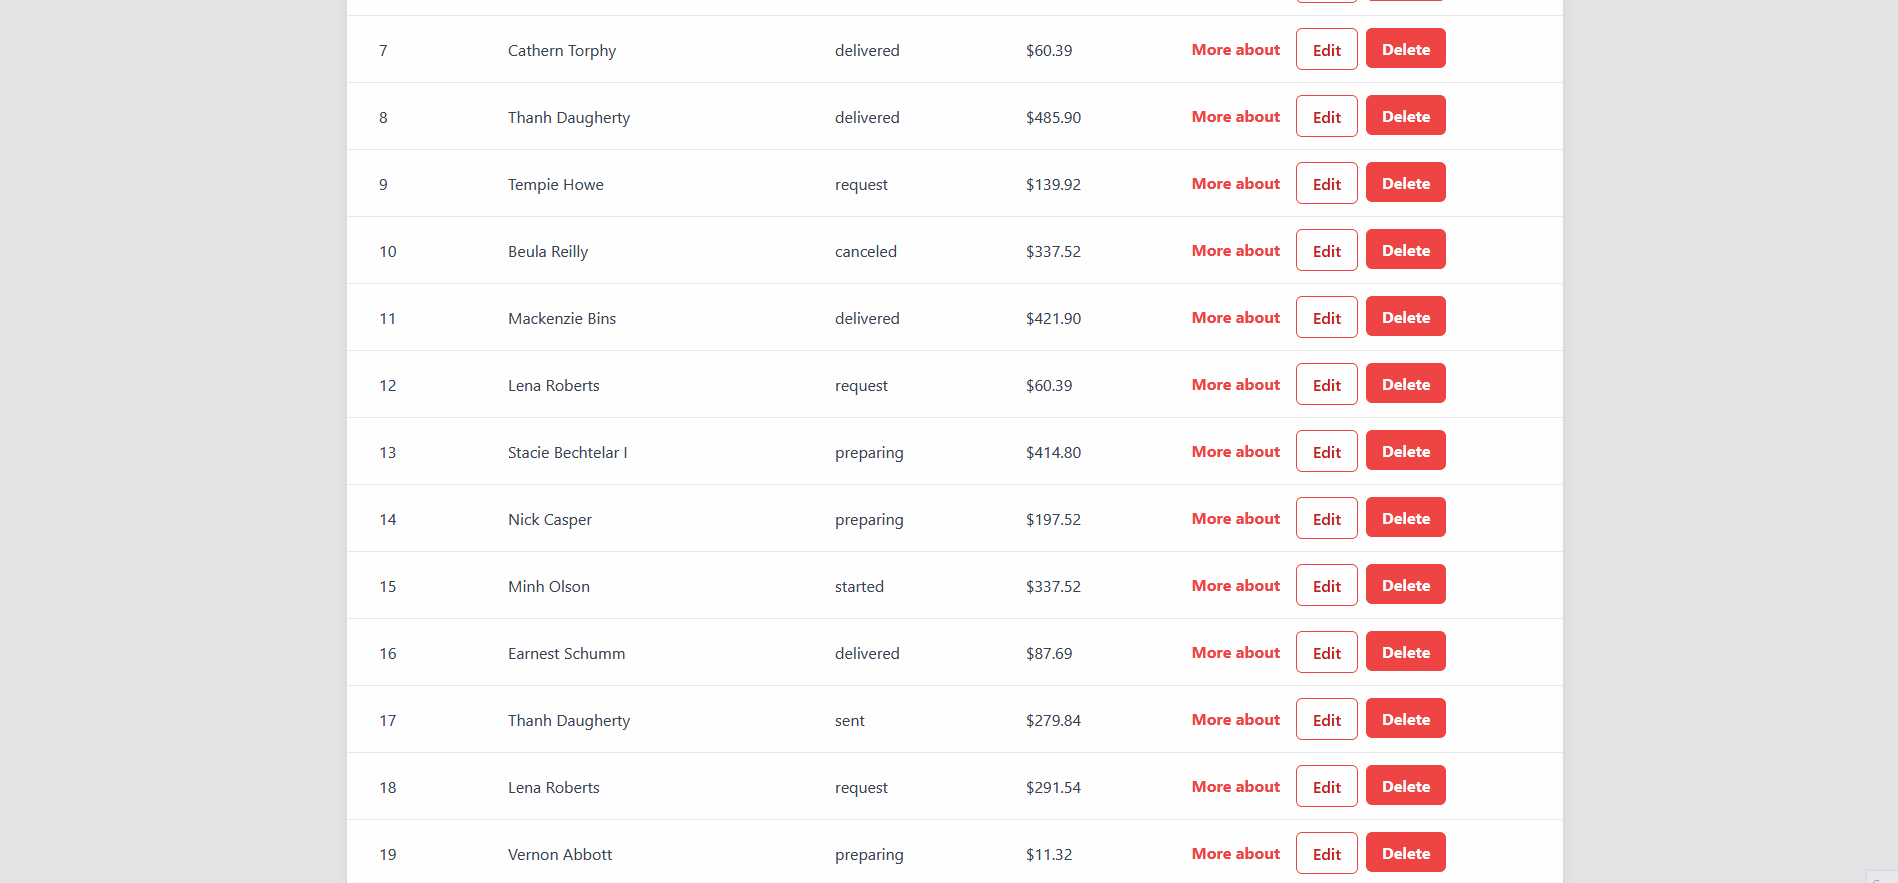 7 Cathern Torphy delivered $60.39 More about Edit Delete
8 Thanh Daugherty delivered $485.90 More about Edit Delete
9 Tempie Howe request $139.92 More about Edit Delete
10 Beula Reilly canceled $337.52 More about Edit Delete
11 Mackenzie Bins delivered $421.90 More about Edit Delete
12 Lena Roberts request $60.39 More about Edit Delete
13 Stacie Bechtelar I preparing $414.80 More about Edit Delete
14 Nick Casper preparing $197.52 More about Edit Delete
15 Minh Olson started $337.52 More about Edit Delete
16 Earnest Schumm delivered $87.69 More about Edit Delete
17 Thanh Daugherty sent $279.84 More about Edit Delete
18 Lena Roberts request $291.54 More about Edit Delete
19 Vernon Abbott preparing $11.32 More about Edit Delete